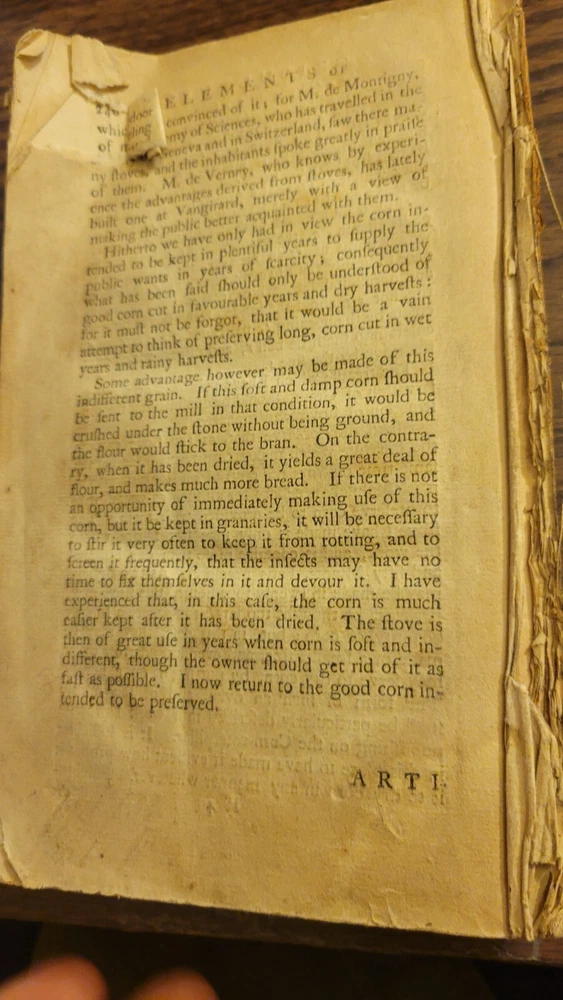 ELEMENTS OF
door convinced of it; for M. de Montigny,
whi ding my of Sciences, who has travelled in the
of Geneva and in Switzerland, ſaw there ma-
ny ſtoves, and the inhabitants ſpoke greatly in praiſe
of them. M. de Vernry, who knows by experi-
ence the advantages derived from ſtoves, has lately
built one at Vangirard, merely with a view of
making the public better acquainted with them.
Hitherto we have only had in view the corn in-
tended to be kept in plentiful years to ſupply the
public wants in years of ſcarcity; conſequently
what has been ſaid ſhould only be underſtood of
good corn cut in favourable years and dry harveſts:
for it muſt not be forgot, that it would be a vain
attempt to think of preſerving long, corn cut in wet
years and rainy harveſts.
Some advantage however may be made of this
indifferent grain. If this ſoft and damp corn ſhould
be ſent to the mill in that condition, it would be
cruſhed under the ſtone without being ground, and
the flour would ſtick to the bran. On the contra-
ry, when it has been dried, it yields a great deal of
flour, and makes much more bread. If there is not
an opportunity of immediately making uſe of this
corn, but it be kept in granaries, it will be neceſſary
to ſtir it very often to keep it from rotting, and to
ſcreen it frequently, that the inſects may have no
time to fix themſelves in it and devour it. I have
experienced that, in this caſe, the corn is much
eaſier kept after it has been dried. The ſtove is
then of great uſe in years when corn is ſoft and in-
different, though the owner ſhould get rid of it as
faſt as poſſible. I now return to the good corn in-
tended to be preſerved.
ARTI-